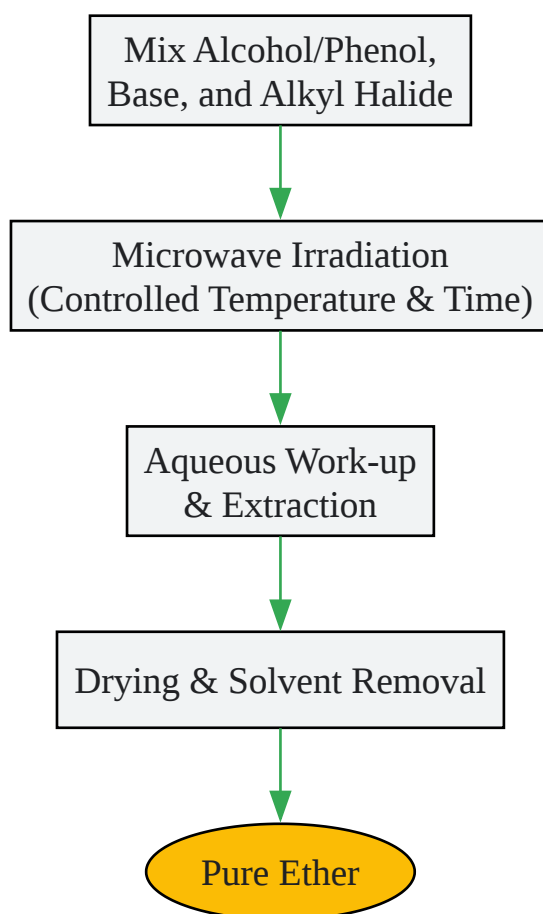 Mix Alcohol/Phenol,
Base, and Alkyl Halide
Microwave Irradiation
(Controlled Temperature & Time)
Aqueous Work-up
& Extraction
Drying & Solvent Removal
Pure Ether